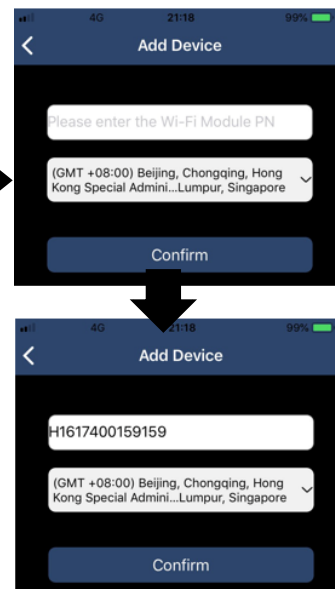 4G 21:18 99%
Add Device
Please enter the Wi-Fi Module PN
(GMT +08:00) Beijing, Chongqing, Hong
Kong Special Admini...Lumpur, Singapore
Confirm
4G 21:18 99%
Add Device
H1617400159159
(GMT +08:00) Beijing, Chongqing, Hong
Kong Special Admini...Lumpur, Singapore
Confirm